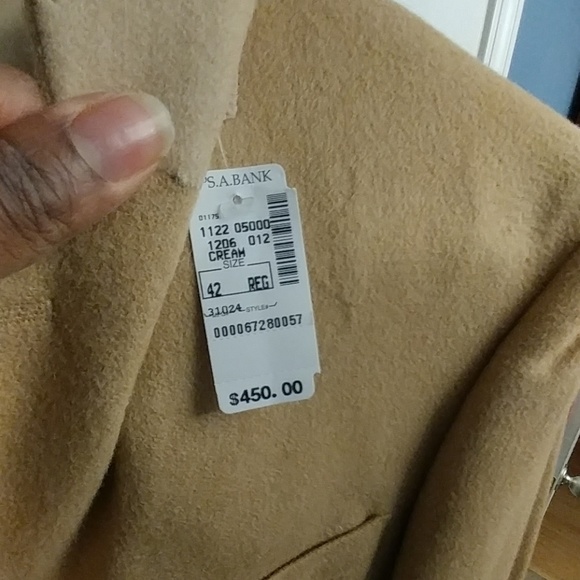 S.A.BANK
01175
1122 05000
1206 012
CREAM
SIZE
42 REG
31024 STYLE#
000067280057
$450.00